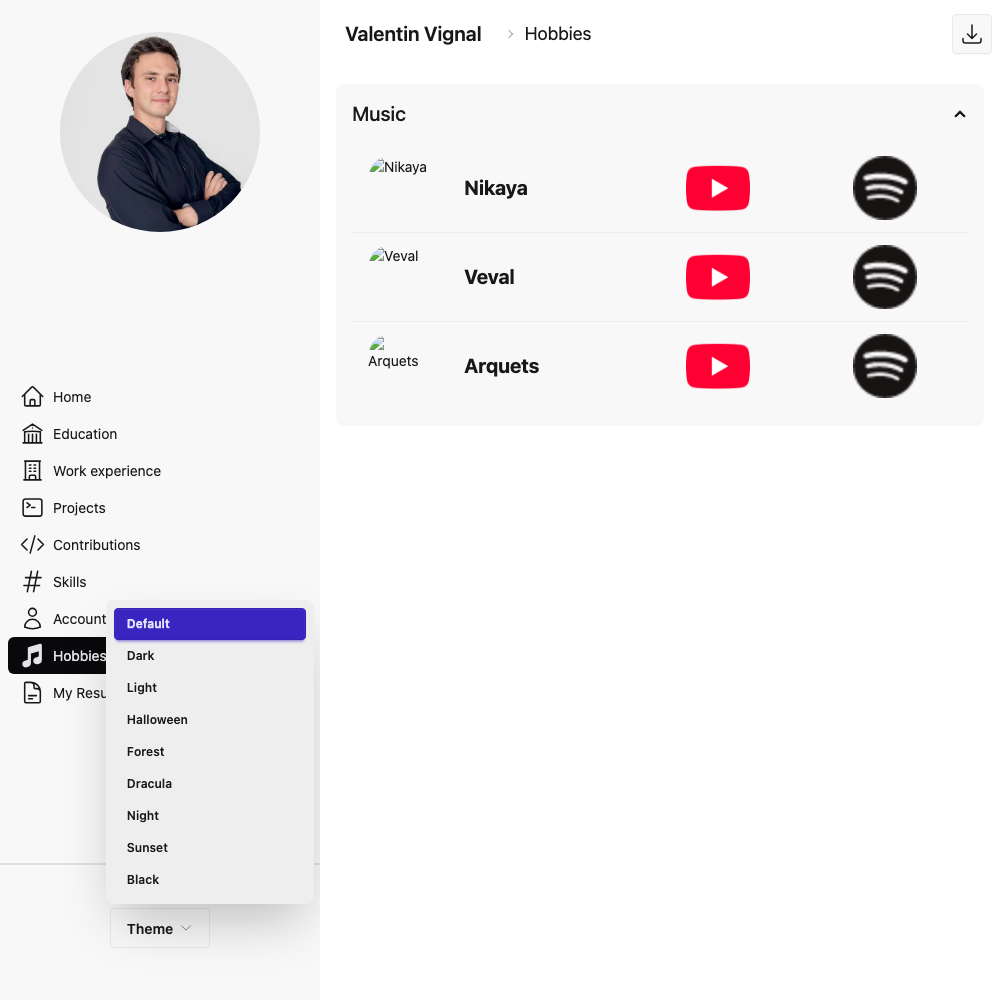 Valentin Vignal
Hobbies
Music
Nikaya
Nikaya
Veval
Veval
Arquets
Arquets
Home
Education
Work experience
Projects
Contributions
Skills
Account
Hobbies
My Resu
Default
Dark
Light
Halloween
Forest
Dracula
Night
Sunset
Black
Theme